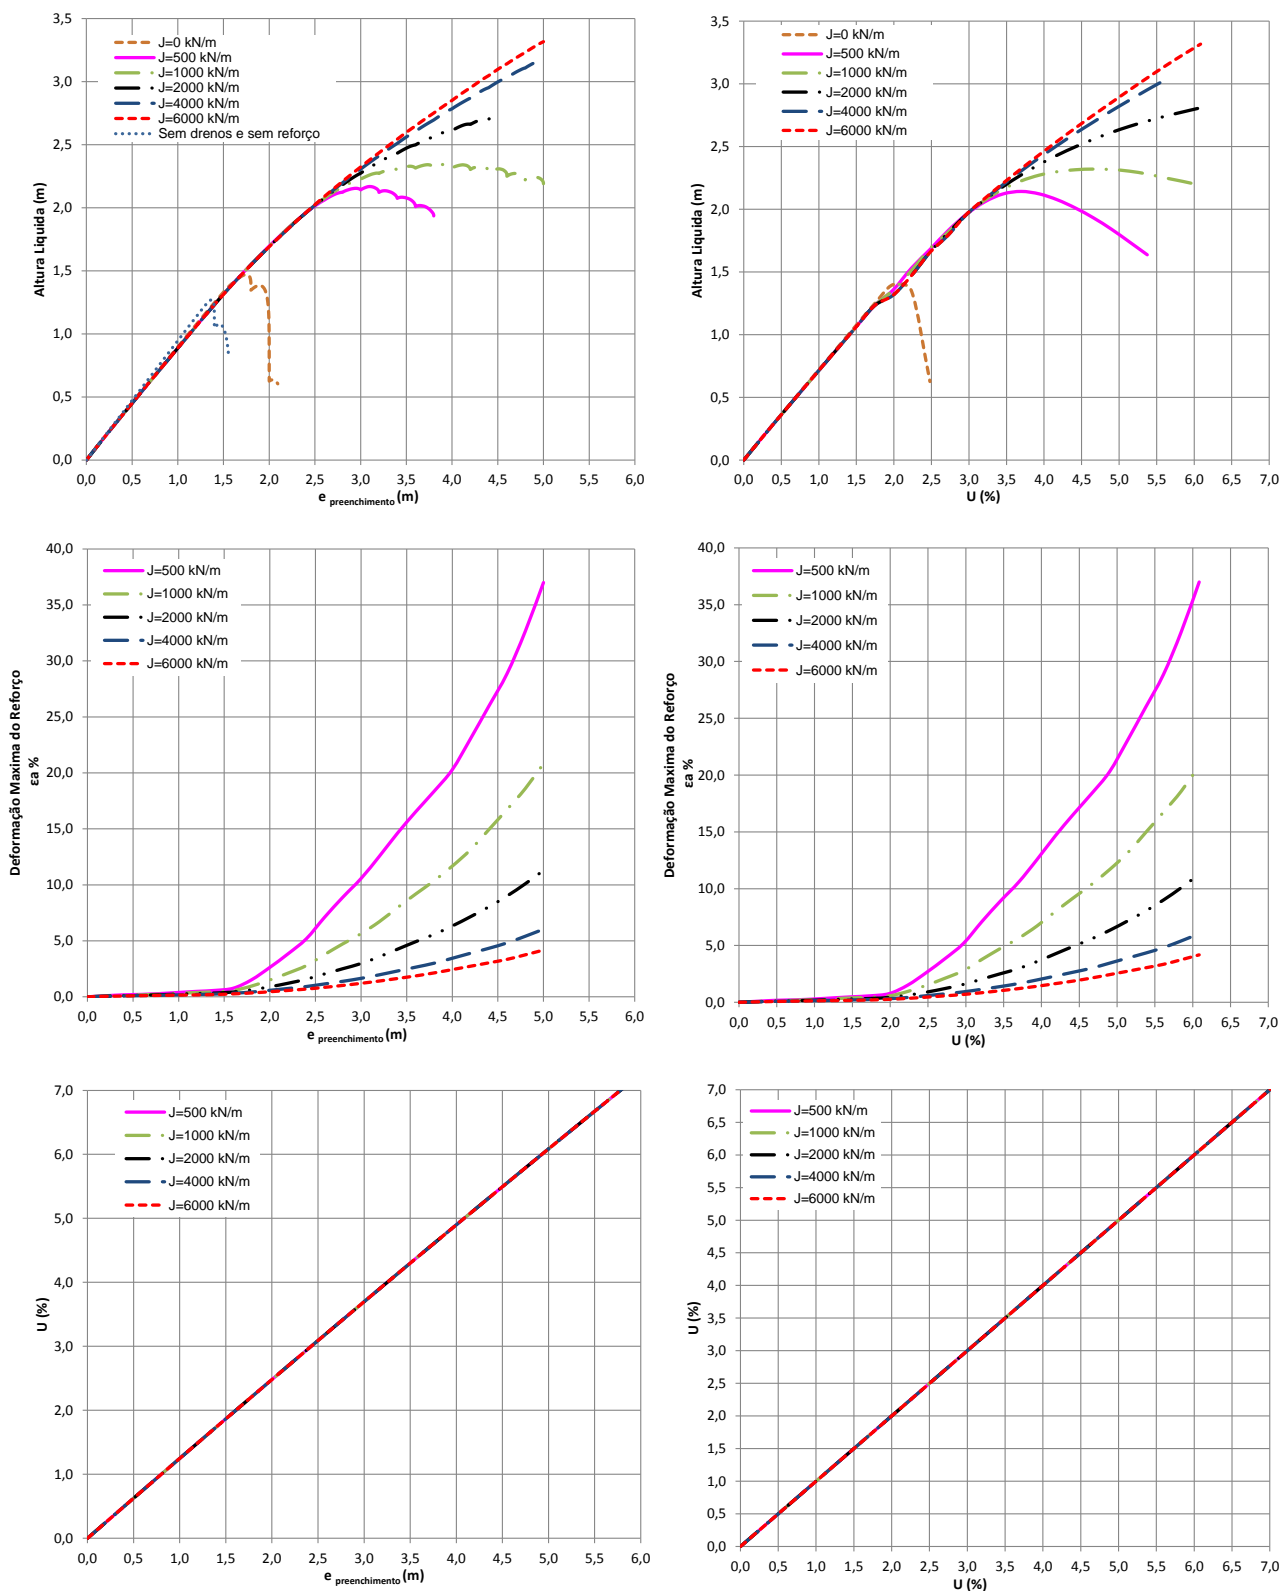 Altura Liquida (m)
3,5
3,0
2,5
2,0
1,5
1,0
0,5
0,0
J=0 kN/m
J=500 kN/m
J=1000 kN/m
J=2000 kN/m
J=4000 kN/m
J=6000 kN/m
Sem drenos e sem reforço
0,0 0,5 1,0 1,5 2,0 2,5 3,0 3,5 4,0 4,5 5,0 5,5 6,0
e preenchimento (m)
Altura Liquida (m)
3,5
3,0
2,5
2,0
1,5
1,0
0,5
0,0
J=0 kN/m
J=500 kN/m
J=1000 kN/m
J=2000 kN/m
J=4000 kN/m
J=6000 kN/m
0,0 0,5 1,0 1,5 2,0 2,5 3,0 3,5 4,0 4,5 5,0 5,5 6,0 6,5 7,0
U (%)
Deformação Maxima do Reforço
εa %
40,0
35,0
30,0
25,0
20,0
15,0
10,0
5,0
0,0
J=500 kN/m
J=1000 kN/m
J=2000 kN/m
J=4000 kN/m
J=6000 kN/m
0,0 0,5 1,0 1,5 2,0 2,5 3,0 3,5 4,0 4,5 5,0 5,5 6,0
e preenchimento (m)
Deformação Maxima do Reforço
εa %
40,0
35,0
30,0
25,0
20,0
15,0
10,0
5,0
0,0
J=500 kN/m
J=1000 kN/m
J=2000 kN/m
J=4000 kN/m
J=6000 kN/m
0,0 0,5 1,0 1,5 2,0 2,5 3,0 3,5 4,0 4,5 5,0 5,5 6,0 6,5 7,0
U (%)
U (%)
7,0
6,0
5,0
4,0
3,0
2,0
1,0
0,0
J=500 kN/m
J=1000 kN/m
J=2000 kN/m
J=4000 kN/m
J=6000 kN/m
0,0 0,5 1,0 1,5 2,0 2,5 3,0 3,5 4,0 4,5 5,0 5,5 6,0
e preenchimento (m)
U (%)
7,0
6,5
6,0
5,5
5,0
4,5
4,0
3,5
3,0
2,5
2,0
1,5
1,0
0,5
0,0
J=500 kN/m
J=1000 kN/m
J=2000 kN/m
J=4000 kN/m
J=6000 kN/m
0,0 0,5 1,0 1,5 2,0 2,5 3,0 3,5 4,0 4,5 5,0 5,5 6,0 6,5 7,0
U (%)